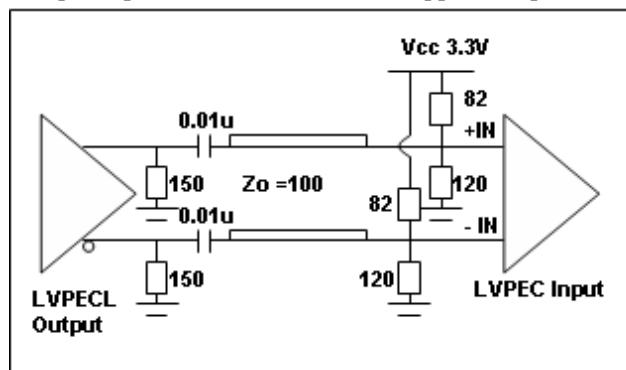 Vcc 3.3V
82
0.01u
+IN
150
Zo =100
120
82
0.01u
- IN
150
120
LVPECL
Output
LVPEC Input